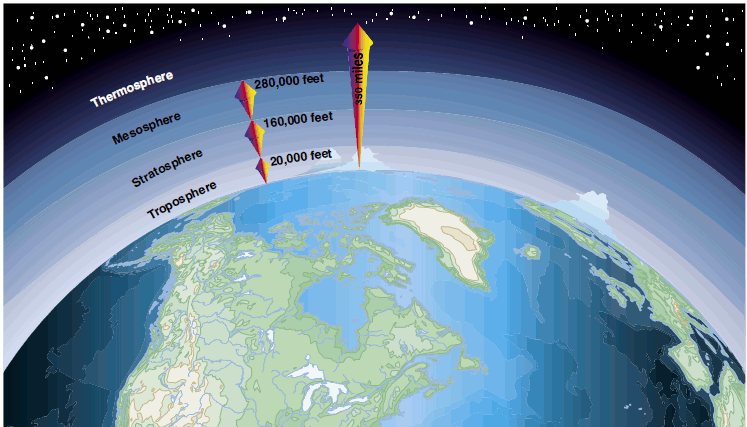 Thermosphere
280,000 feet
350 miles
Mesosphere
160,000 feet
Stratosphere
20,000 feet
Troposphere